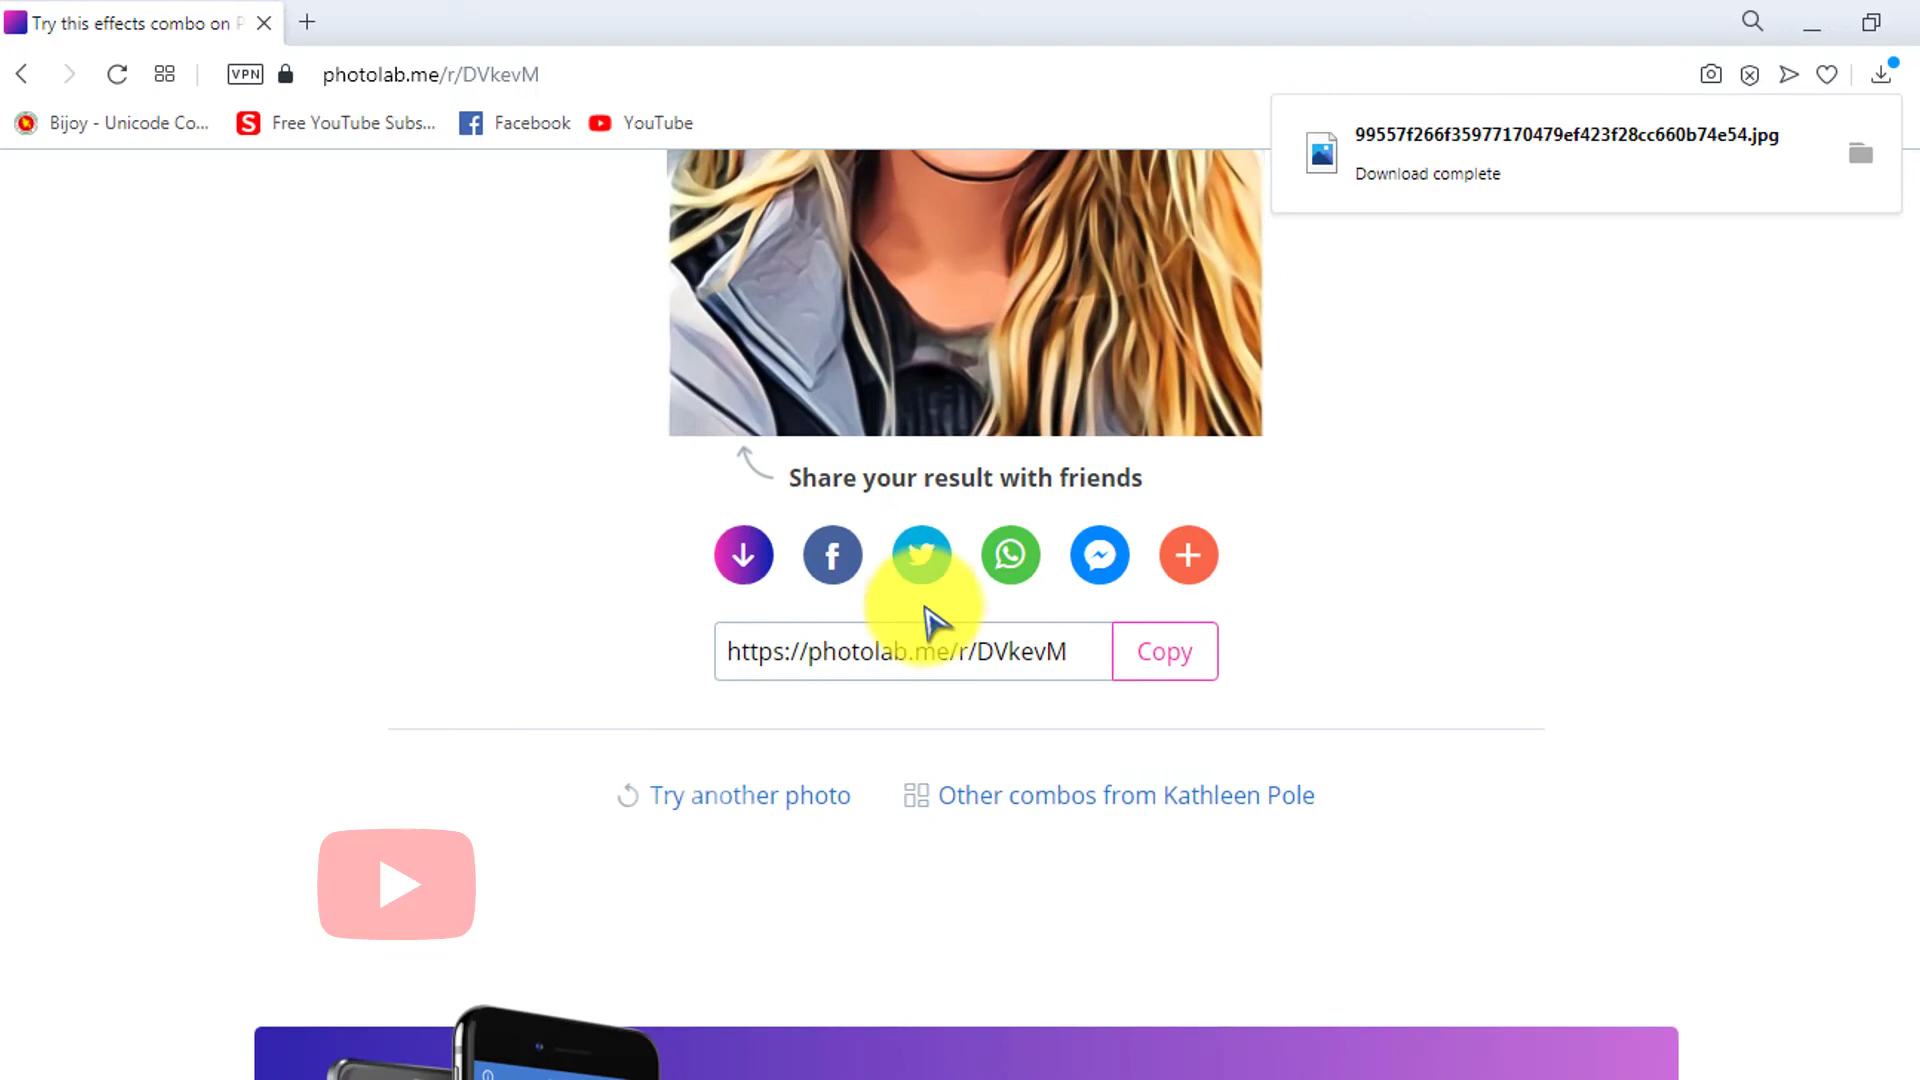 Try this effects combo on P
VPN
photolab.me/r/DVkevM
Bijoy - Unicode Co...
Free YouTube Subs...
Facebook
YouTube
99557f266f35977170479ef423f28cc660b74e54.jpg
Download complete
Share your result with friends
https://photolab.me/r/DVkevM
Copy
Try another photo
Other combos from Kathleen Pole